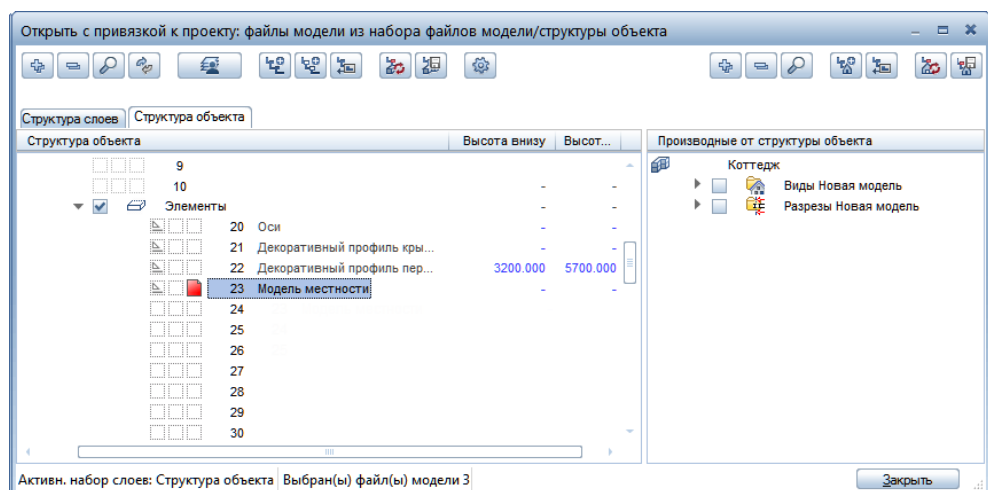 Открыть с привязкой к проекту: файлы модели из набора файлов модели/структуры объекта
Структура слоев Структура объекта
Структура объекта Высота внизу Высот... Производные от структуры объекта
9 Коттедж
10 - - Виды Новая модель
Элементы - - Разрезы Новая модель
20 Оси - -
21 Декоративный профиль кры... - -
22 Декоративный профиль пер... 3200.000 5700.000
23 Модель местности - -
24
25
26
27
28
29
30
Активн. набор слоев: Структура объекта Выбран(ы) файл(ы) модели 3 Закрыть